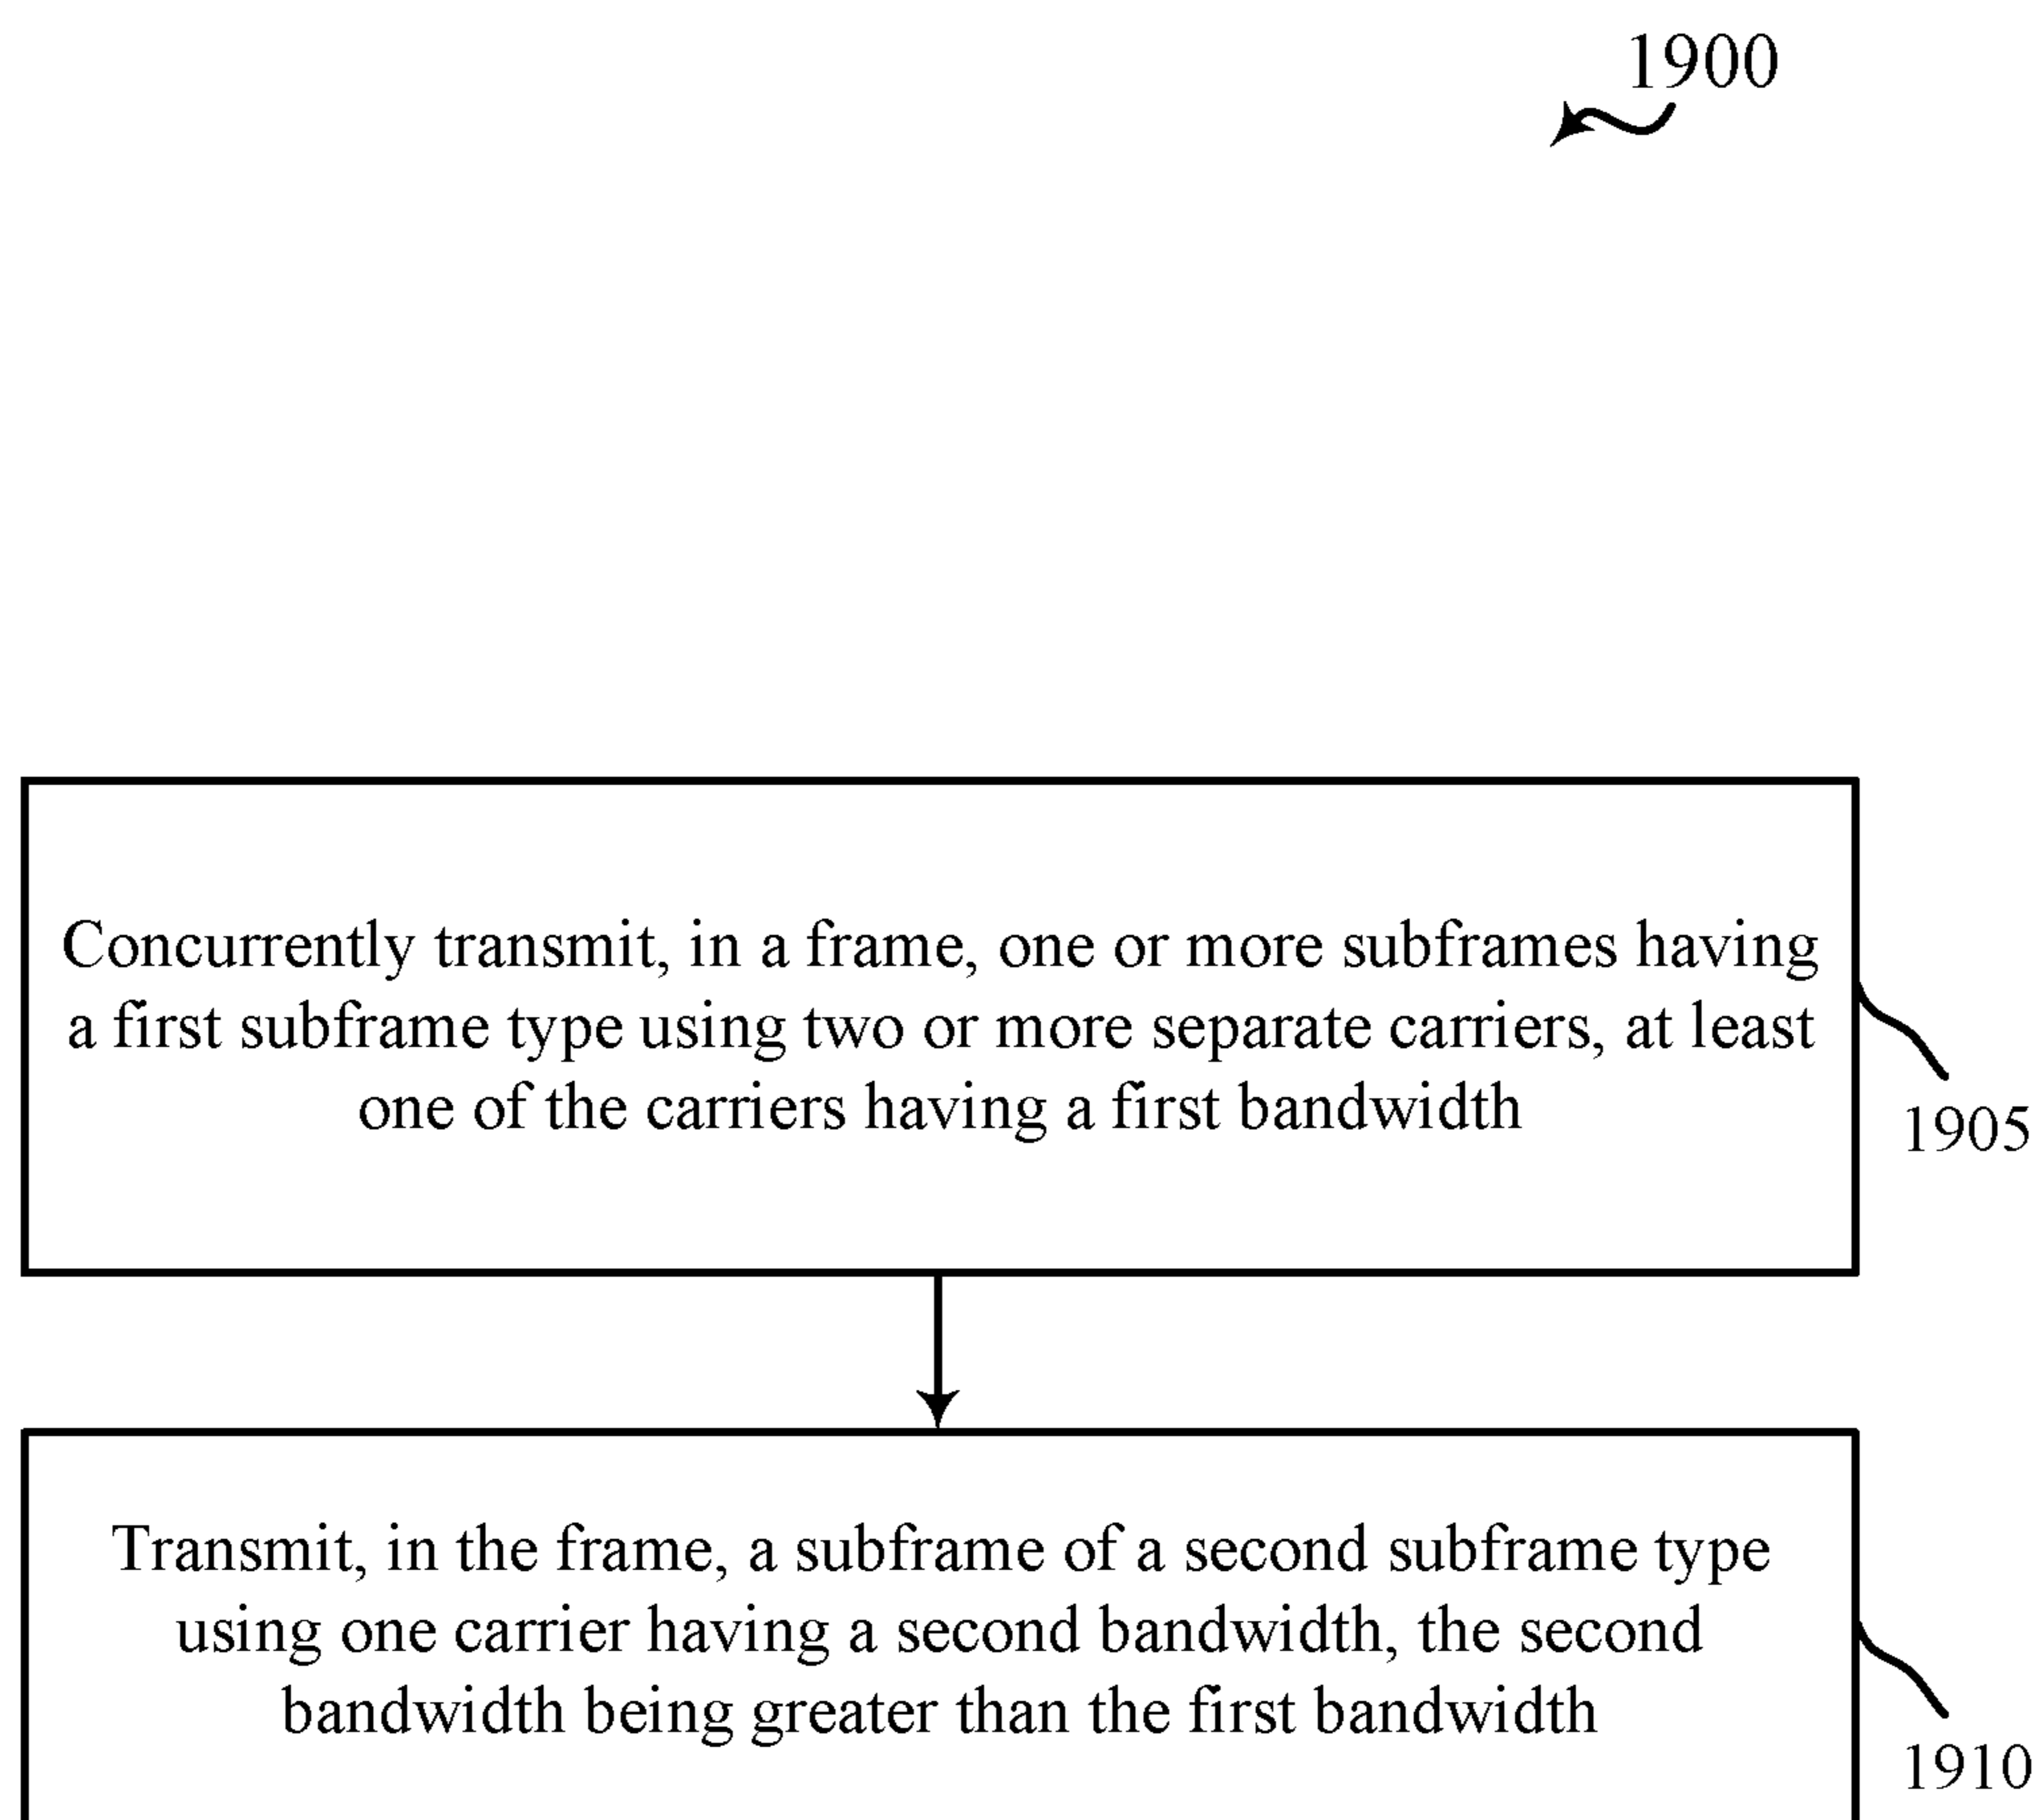 1900
Concurrently transmit, in a frame, one or more subframes having
a first subframe type using two or more separate carriers, at least
one of the carriers having a first bandwidth
1905
Transmit, in the frame, a subframe of a second subframe type
using one carrier having a second bandwidth, the second
bandwidth being greater than the first bandwidth
1910